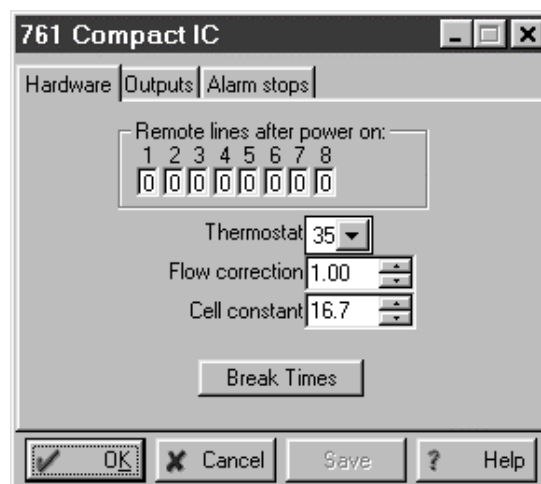 761 Compact IC
Hardware Outputs Alarm stops
Remote lines after power on:
1 2 3 4 5 6 7 8
0 0 0 0 0 0 0 0
Thermostat 35
Flow correction 1.00
Cell constant 16.7
Break Times
OK Cancel Save ? Help